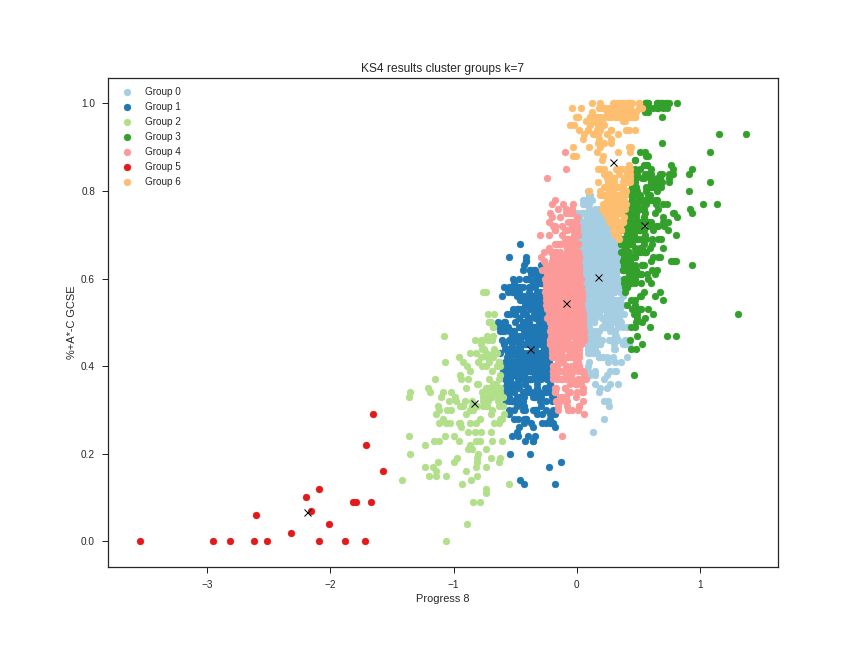 KS4 results cluster groups k=7
Group 0
Group 1
Group 2
Group 3
Group 4
Group 5
Group 6
1.0
0.8
0.6
0.4
0.2
0.0
%+A*-C GCSE
−3
−2
−1
0
1
Progress 8